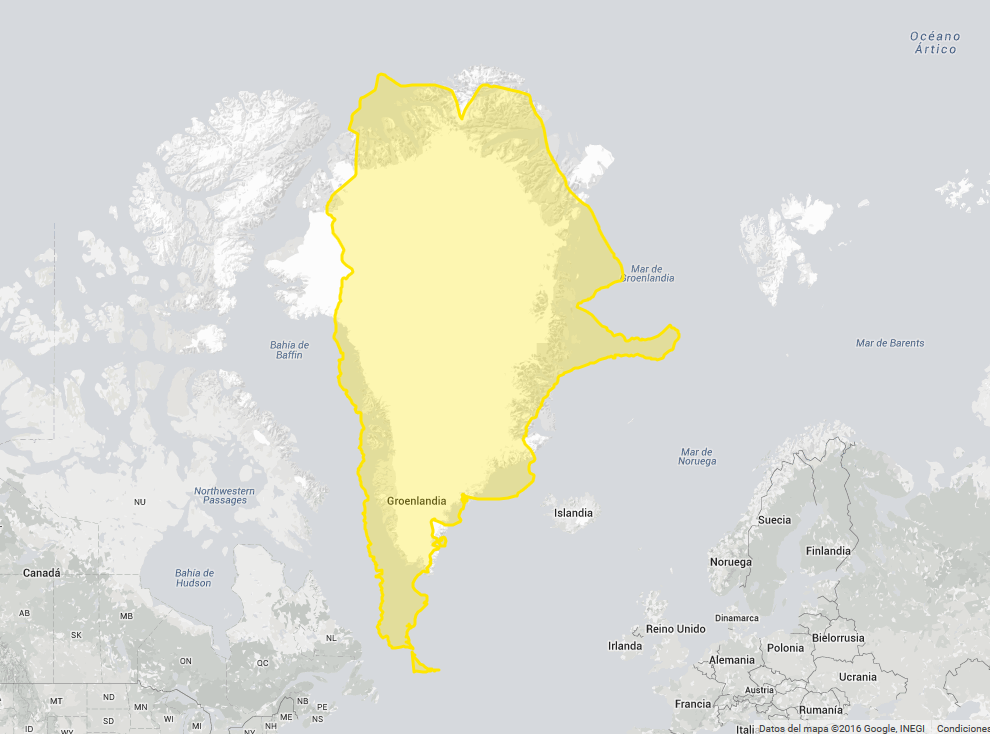 Océano
Ártico
Mar de
Groenlandia
Bahía de
Baffin
Mar de Barents
Mar de
Noruega
NU
Northwestern
Passages
Groenlandia
Islandia
Suecia
Finlandia
Noruega
Canadá
Bahía de
Hudson
AB
MB
SK
NL
ON
QC
Dinamarca
Reino Unido
Irlanda
Bielorrusia
Polonia
Alemania
Ucrania
Austria
Francia
Rumanía
MT
ND
MN
NB
PE
SD
WI
ME
NS
MI
NH
ID
WY
NY
Itali
Datos del mapa ©2016 Google, INEGI
Condiciones